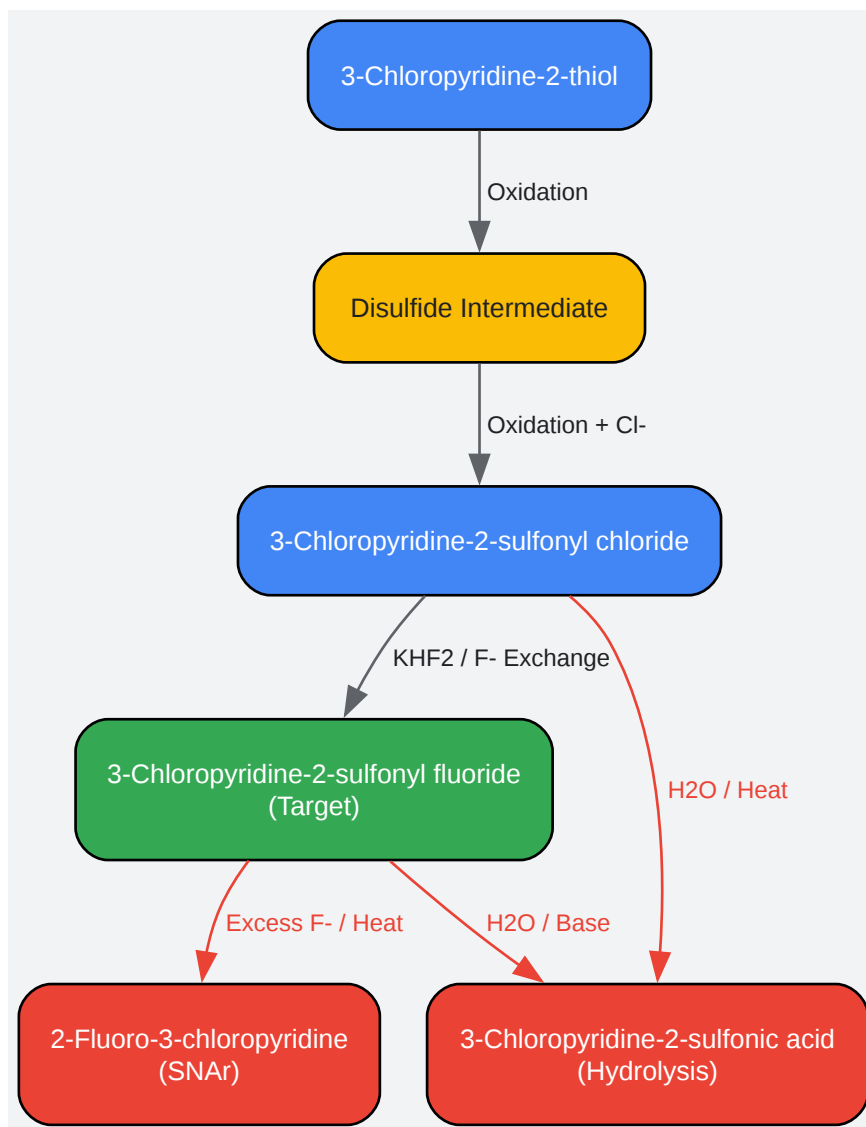 3-Chloropyridine-2-thiol
Oxidation
Disulfide Intermediate
Oxidation + Cl-
3-Chloropyridine-2-sulfonyl chloride
KHF2 / F- Exchange
H2O / Heat
3-Chloropyridine-2-sulfonyl fluoride
(Target)
Excess F- / Heat
H2O / Base
2-Fluoro-3-chloropyridine
(SNAr)
3-Chloropyridine-2-sulfonic acid
(Hydrolysis)